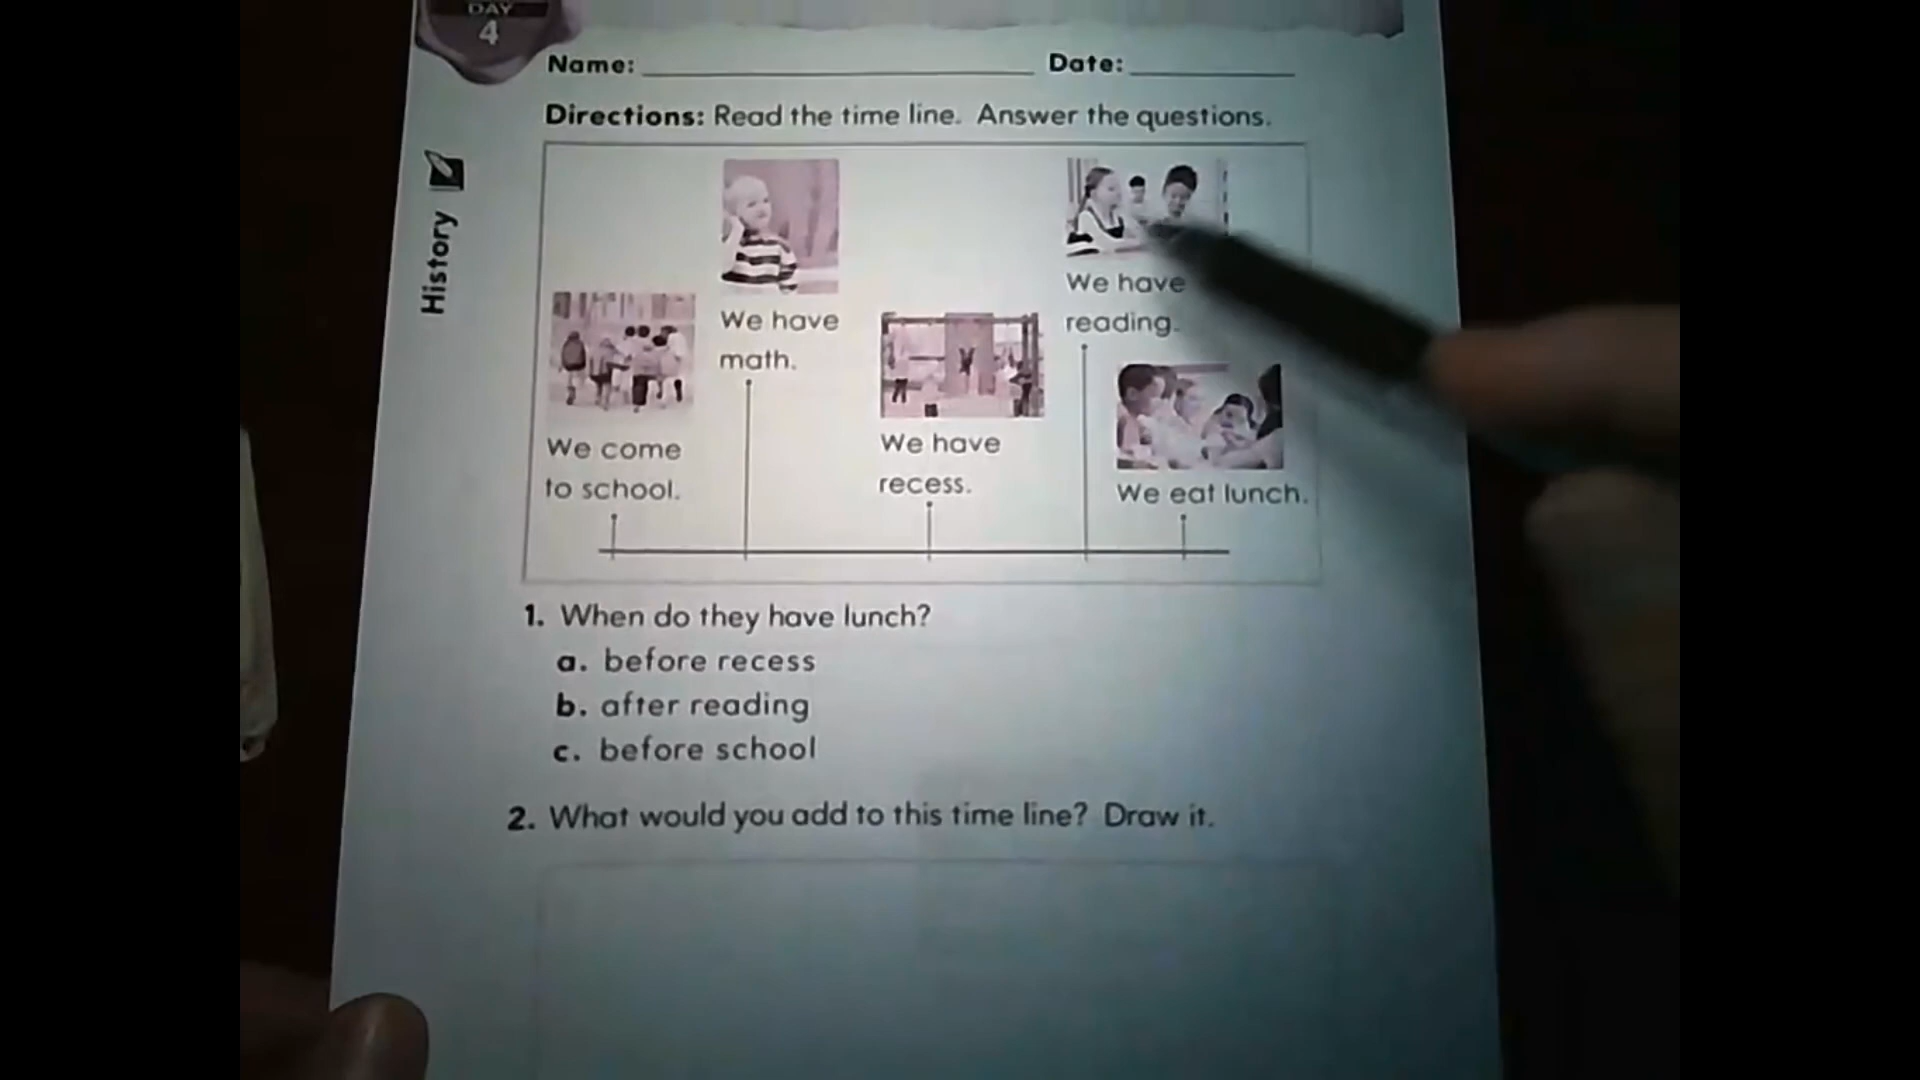 DAY
4
Name: Date:
Directions: Read the time line. Answer the questions.
History
We come
to school.
We have
math.
We have
recess.
We have
reading.
We eat lunch.
1. When do they have lunch?
a. before recess
b. after reading
c. before school
2. What would you add to this time line? Draw it.